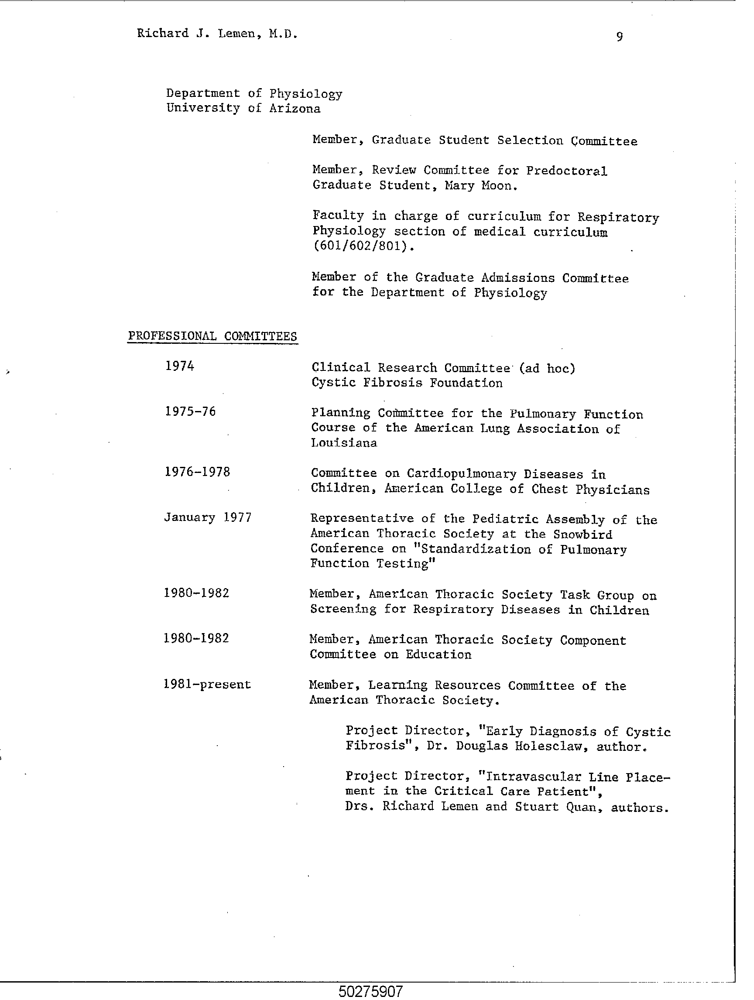 Richard J. Lemen, M.D.
9
Department of Physiology
University of Arizona
Member, Graduate Student Selection Committee
Member, Review Committee for Predoctoral
Graduate Student, Mary Moon.
Faculty in charge of curriculum for Respiratory
Physiology section of medical curriculum
(601/602/801).
Member of the Graduate Admissions Committee
for the Department of Physiology
PROFESSIONAL COMMITTEES
1974
Clinical Research Committee (ad hoc)
Cystic Fibrosis Foundation
1975-76
Planning Committee for the Pulmonary Function
Course of the American Lung Association of
Louisiana
1976-1978
Committee on Cardiopulmonary Diseases in
Children, American College of Chest Physicians
January 1977
Representative of the Pediatric Assembly of the
American Thoracic Society at the Snowbird
Conference on "Standardization of Pulmonary
Function Testing"
1980-1982
Member, American Thoracic Society Task Group on
Screening for Respiratory Diseases in Children
1980-1982
Member, American Thoracic Society Component
Committee on Education
1981-present
Member, Learning Resources Committee of the
American Thoracic Society.
Project Director, "Early Diagnosis of Cystic
Fibrosis", Dr. Douglas Holesclaw, author.
Project Director, "Intravascular Line Place-
ment in the Critical Care Patient",
Drs. Richard Lemen and Stuart Quan, authors.
50275907